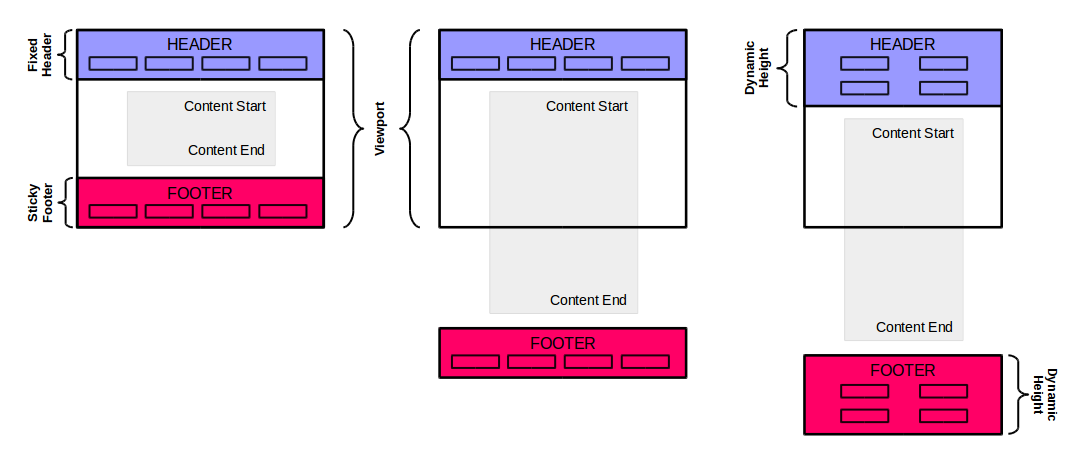 Fixed
Header
HEADER
Content Start
Content End
Sticky
Footer
FOOTER
Viewport
HEADER
Content Start
Content End
FOOTER
Dynamic
Height
HEADER
Content Start
Content End
FOOTER
Dynamic
Height